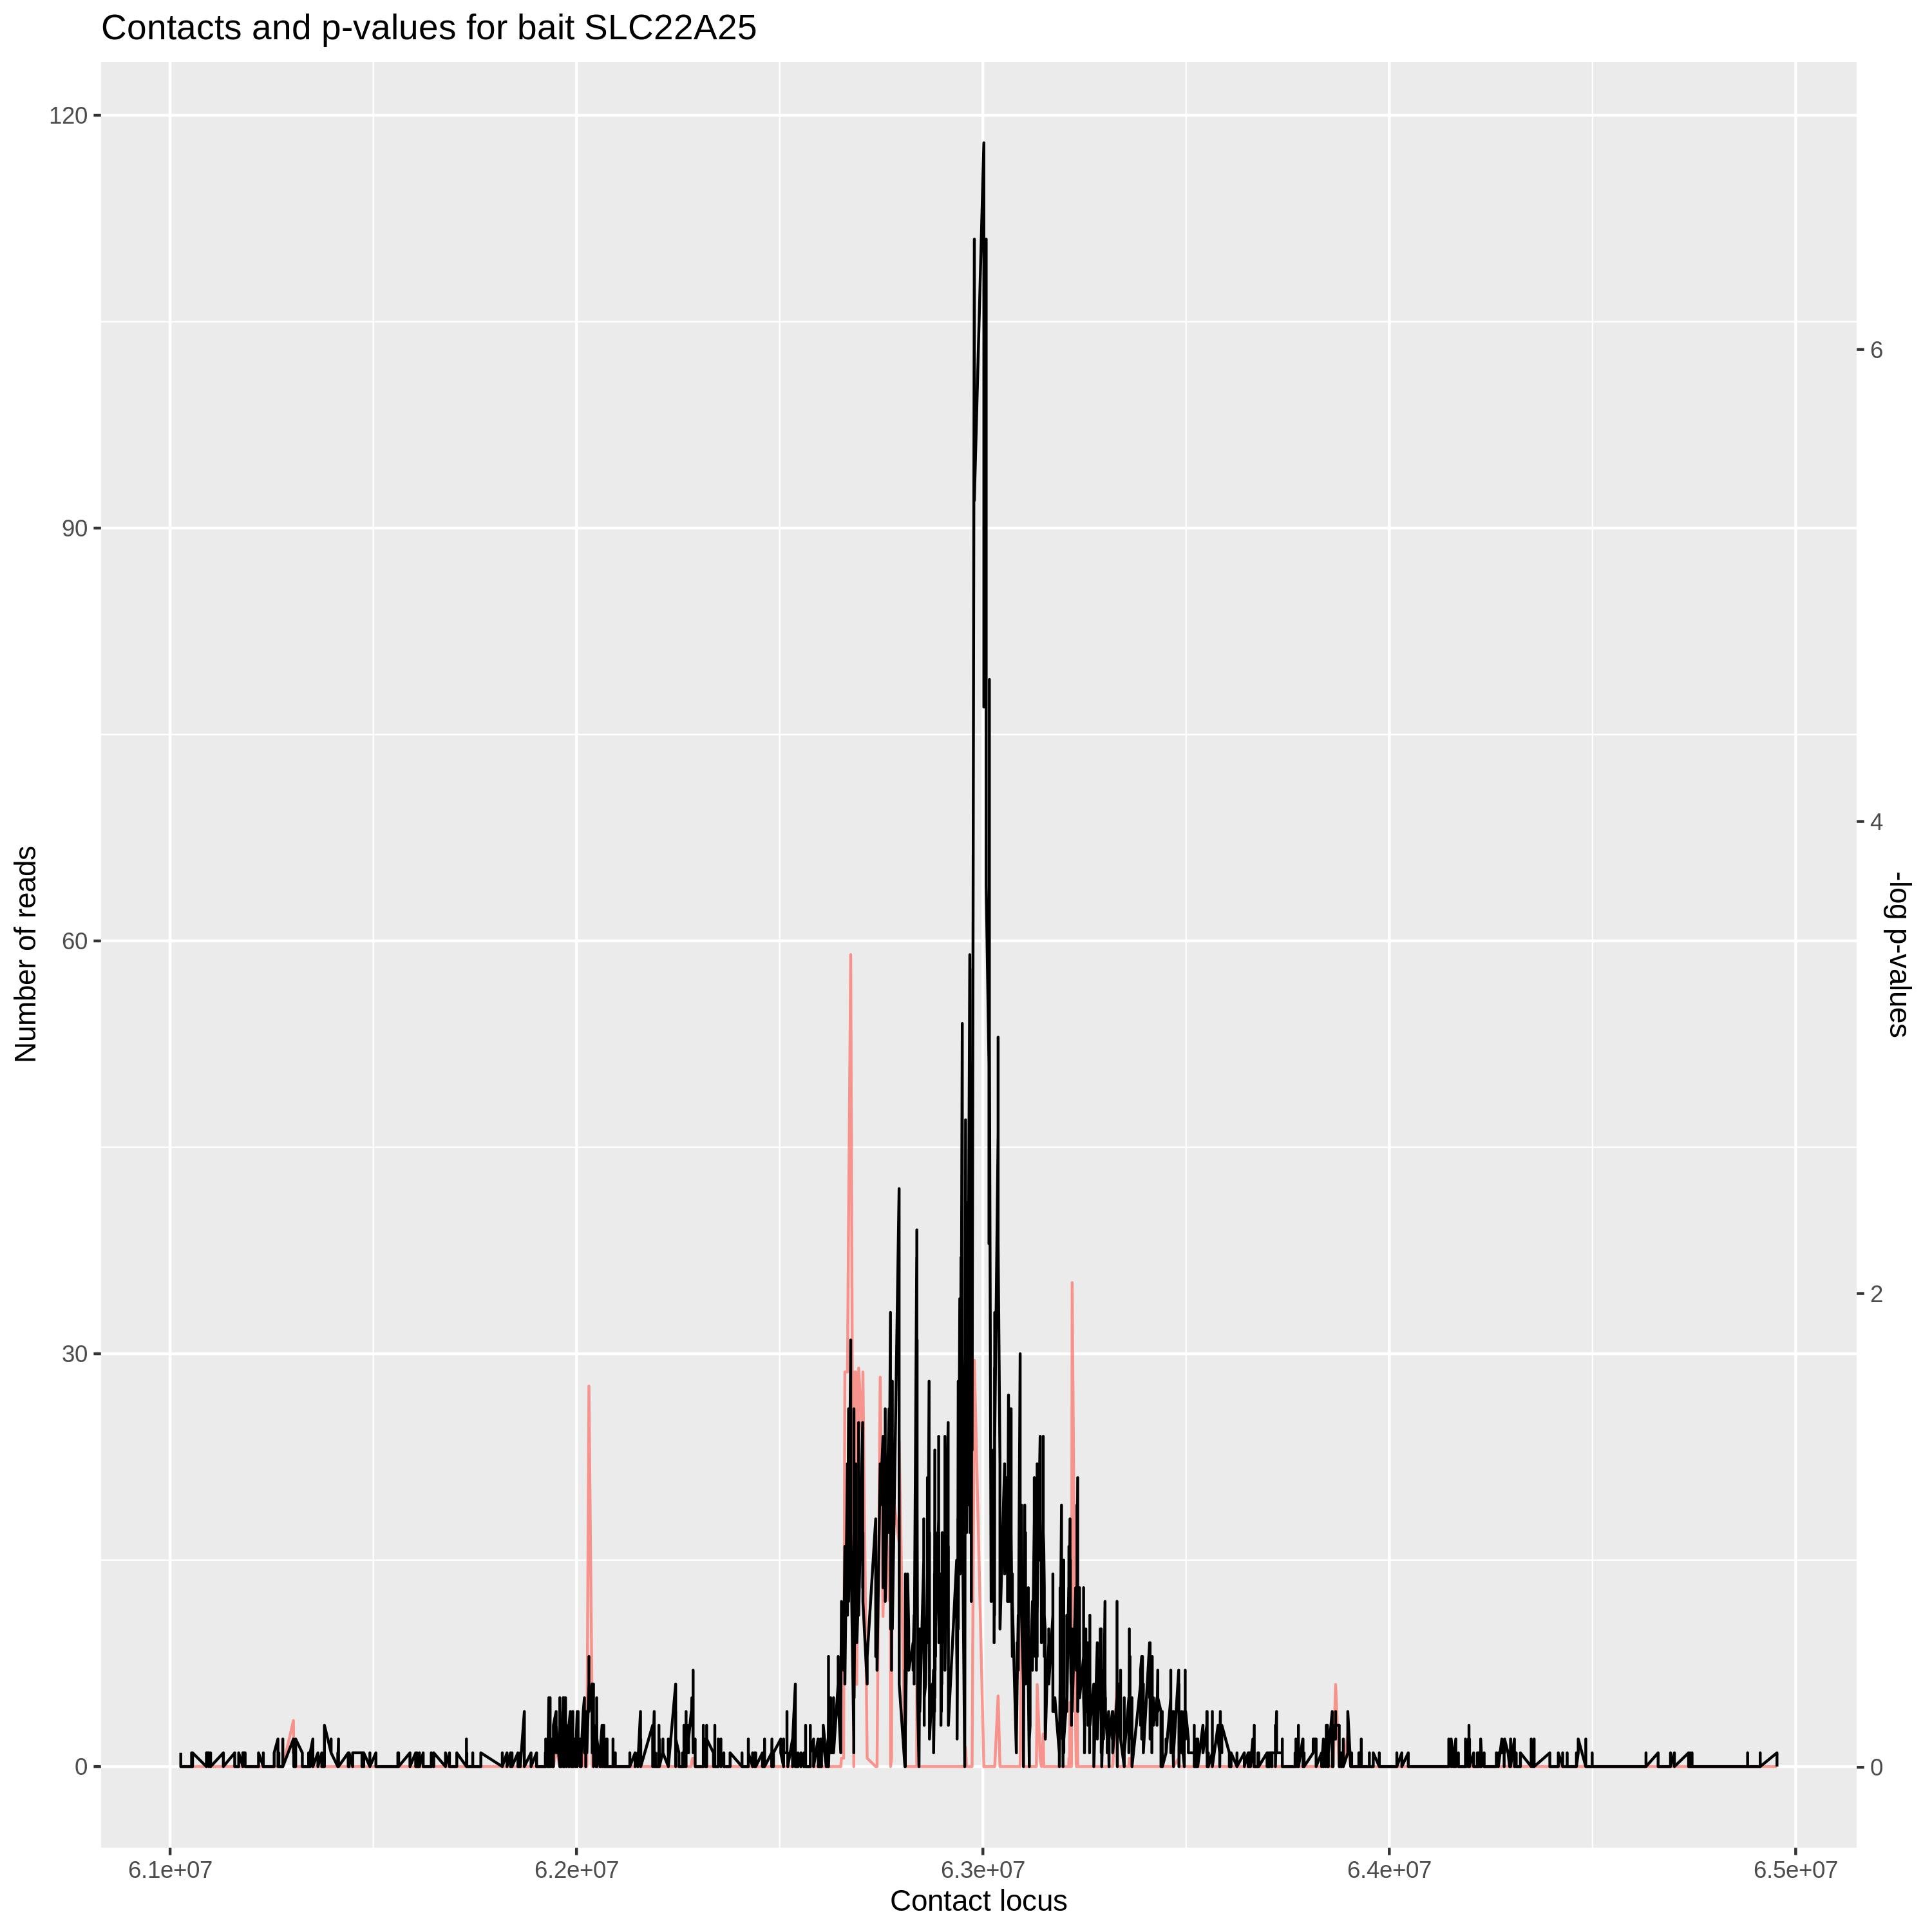 Contacts and p-values for bait SLC22A25
120
90
60
30
0
Number of reads
6
4
2
0
-log p-values
6.1e+07 6.2e+07 6.3e+07 6.4e+07 6.5e+07
Contact locus